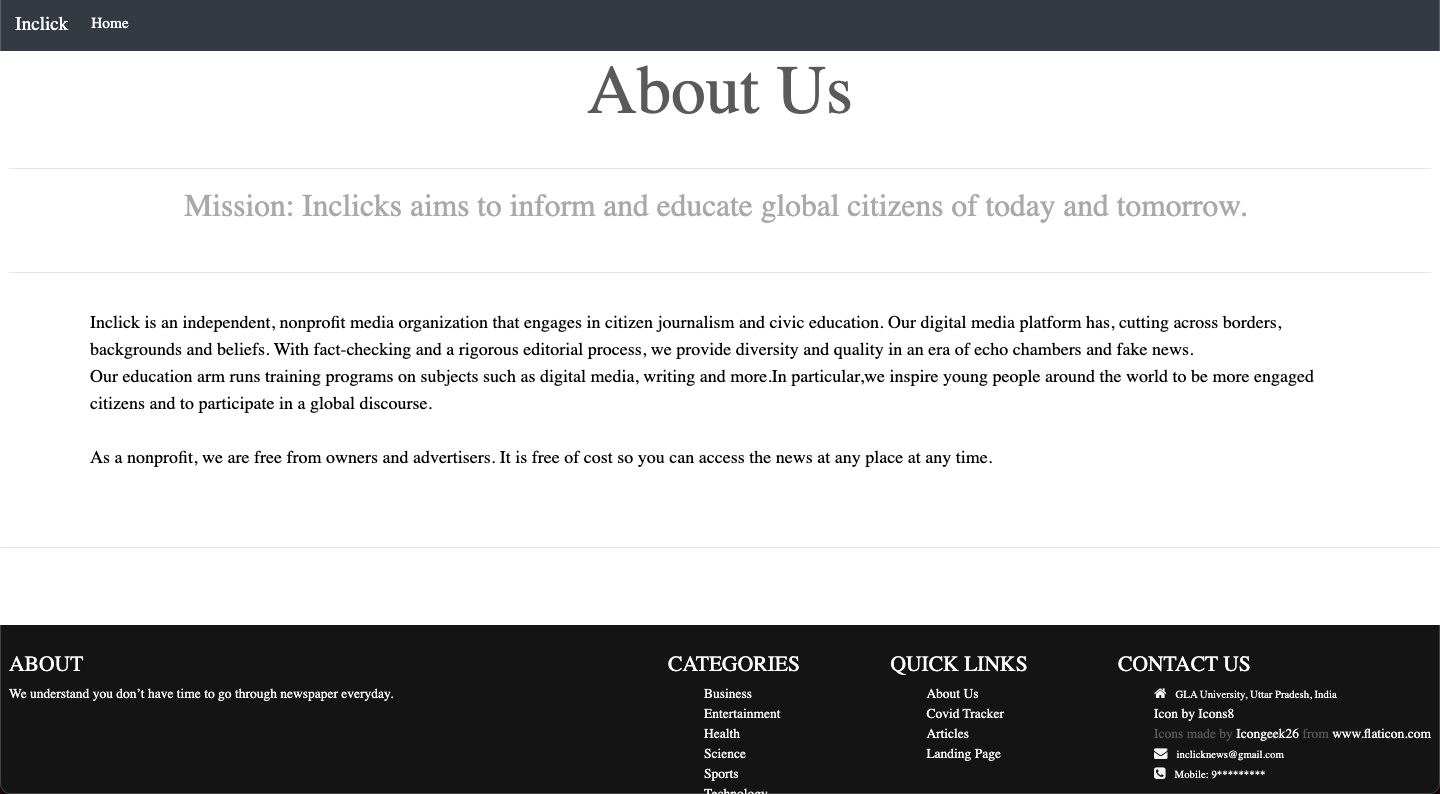 Inclick Home
About Us
Mission: Inclicks aims to inform and educate global citizens of today and tomorrow.
Inclick is an independent, nonprofit media organization that engages in citizen journalism and civic education. Our digital media platform has, cutting across borders,
backgrounds and beliefs. With fact-checking and a rigorous editorial process, we provide diversity and quality in an era of echo chambers and fake news.
Our education arm runs training programs on subjects such as digital media, writing and more.In particular,we inspire young people around the world to be more engaged
citizens and to participate in a global discourse.
As a nonprofit, we are free from owners and advertisers. It is free of cost so you can access the news at any place at any time.
ABOUT
We understand you don't have time to go through newspaper everyday.
CATEGORIES
Business
Entertainment
Health
Science
Sports
Technology
QUICK LINKS
About Us
Covid Tracker
Articles
Landing Page
CONTACT US
GLA University, Uttar Pradesh, India
Icon by Icons8
Icons made by Icongeek26 from www.flaticon.com
inclicknews@gmail.com
Mobile: 9*********